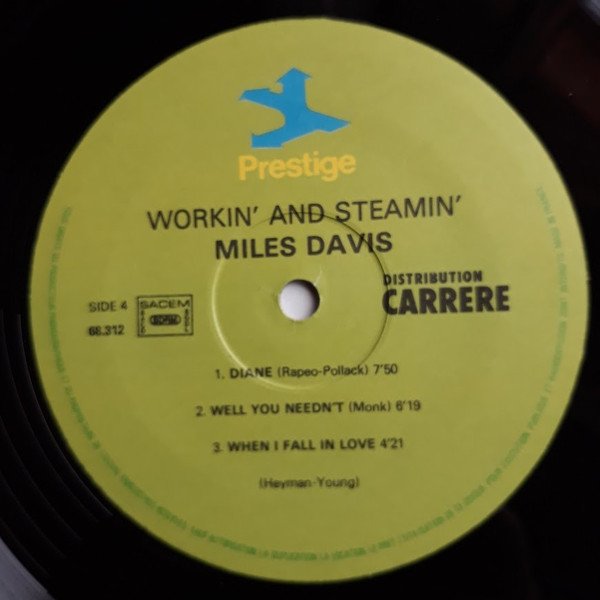 Prestige
WORKIN' AND STEAMIN'
MILES DAVIS
DISTRIBUTION
CARRERE
SIDE 4
68.312
SACEM
1. DIANE (Rapeo-Pollack) 7'50
2. WELL YOU NEEDN'T (Monk) 6'19
3. WHEN I FALL IN LOVE 4'21
(Heyman-Young)